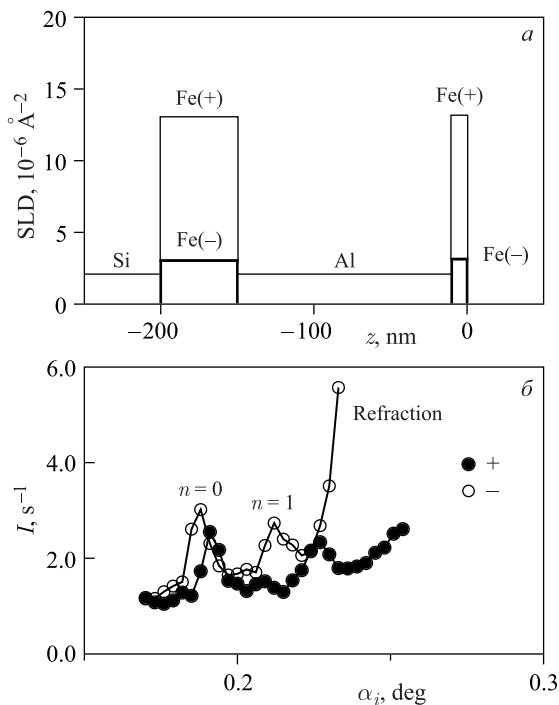 20
a
15
10
5
0
SLD, 10⁻⁶ Å⁻²
Fe(+)
Fe(+)
Fe(−)
Fe(−)
Si
Al
−200
−100
0
z, nm
6.0
б
Refraction
n = 0
n = 1
+
−
4.0
2.0
0.0
I, s⁻¹
0.2
0.3
αᵢ, deg